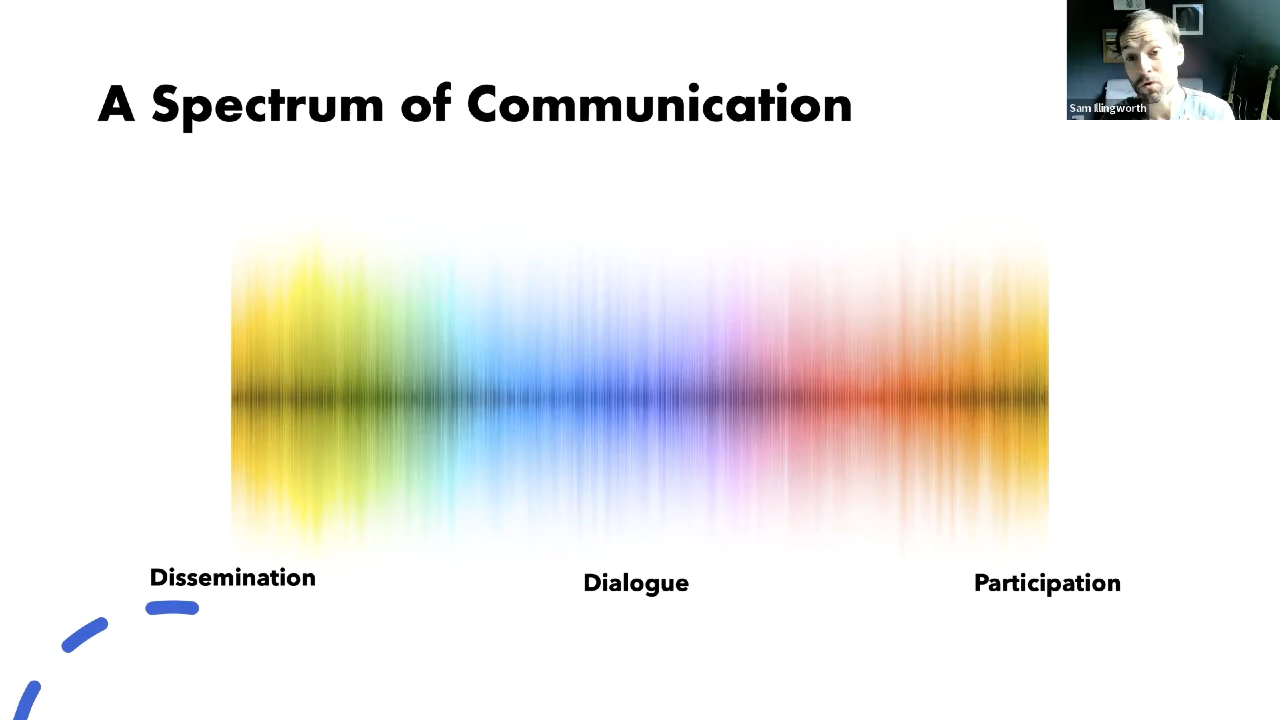 A Spectrum of Communication
Sam Illingworth
Dissemination
Dialogue
Participation